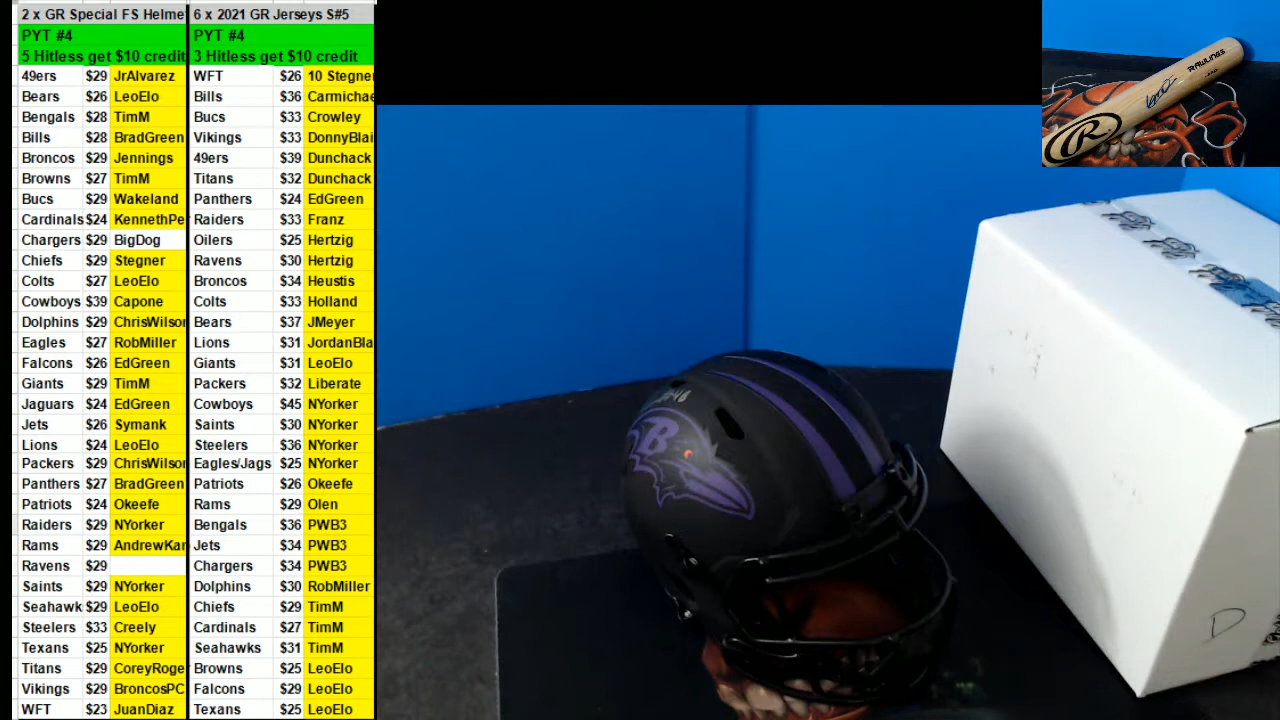 2 x GR Special FS Helme 6 x 2021 GR Jerseys S#5
PYT #4 PYT #4
5 Hitless get $10 credit 3 Hitless get $10 credit
49ers $29 JrAlvarez WFT $26 10 Stegner
Bears $26 LeoElo Bills $36 Carmichae
Bengals $28 TimM Bucs $33 Crowley
Bills $28 BradGreen Vikings $33 DonnyBlai
Broncos $29 Jennings 49ers $39 Dunchack
Browns $27 TimM Titans $32 Dunchack
Bucs $29 Wakeland Panthers $24 EdGreen
Cardinals $24 KennethPe Raiders $33 Franz
Chargers $29 BigDog Oilers $25 Hertzig
Chiefs $29 Stegner Ravens $30 Hertzig
Colts $27 LeoElo Broncos $34 Heustis
Cowboys $39 Capone Colts $33 Holland
Dolphins $29 ChrisWilson Bears $37 JMeyer
Eagles $27 RobMiller Lions $31 JordanBla
Falcons $26 EdGreen Giants $31 LeoElo
Giants $29 TimM Packers $32 Liberate
Jaguars $24 EdGreen Cowboys $45 NYorker
Jets $26 Symank Saints $30 NYorker
Lions $24 LeoElo Steelers $36 NYorker
Packers $29 ChrisWilson Eagles/Jags $25 NYorker
Panthers $27 BradGreen Patriots $26 Okeefe
Patriots $24 Okeefe Rams $29 Olen
Raiders $29 NYorker Bengals $36 PWB3
Rams $29 AndrewKar Jets $34 PWB3
Ravens $29 Chargers $34 PWB3
Saints $29 NYorker Dolphins $30 RobMiller
Seahawk $29 LeoElo Chiefs $29 TimM
Steelers $33 Creely Cardinals $27 TimM
Texans $25 NYorker Seahawks $31 TimM
Titans $29 CoreyRoge Browns $25 LeoElo
Vikings $29 BroncosPC Falcons $29 LeoElo
WFT $23 JuanDiaz Texans $25 LeoElo
RAWLINGS
R
B
D